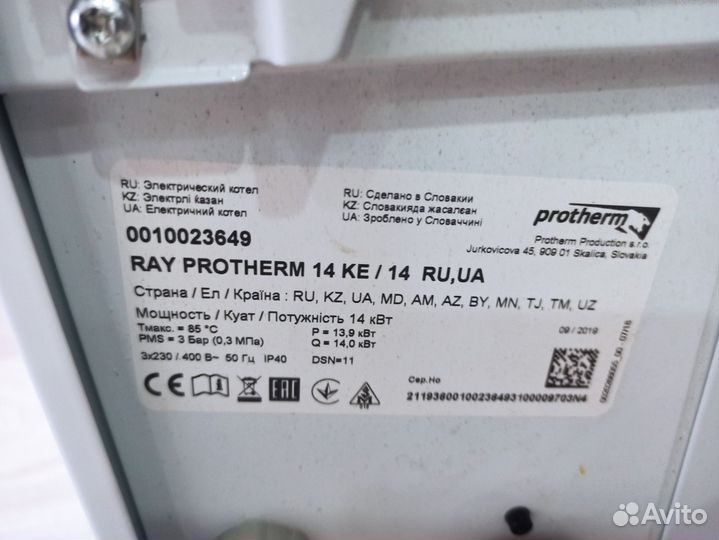 RU: Электрический котел
KZ: Электрлі ќазан
UA: Електричний котел
RU: Сделано в Словакии
KZ: Словакияда жасалған
UA: Зроблено у Словаччині
protherm
Protherm Production s.r.o.
Jurkovicova 45, 909 01 Skalica, Slovakia
0010023649
RAY PROTHERM 14 KE / 14 RU,UA
Страна / Ел / Країна : RU, KZ, UA, MD, AM, AZ, BY, MN, TJ, TM, UZ
Мощность / Куат / Потужність 14 кВт
Tмакс. = 85 °C
P = 13,9 кВт
PMS = 3 Бар (0,3 МПа)
Q = 14,0 кВт
3x230 / 400 В~ 50 Гц IP40
DSN=11
09 / 2019
CE
EAC
Сер.Но
21193600100236493100009703N4
Avito